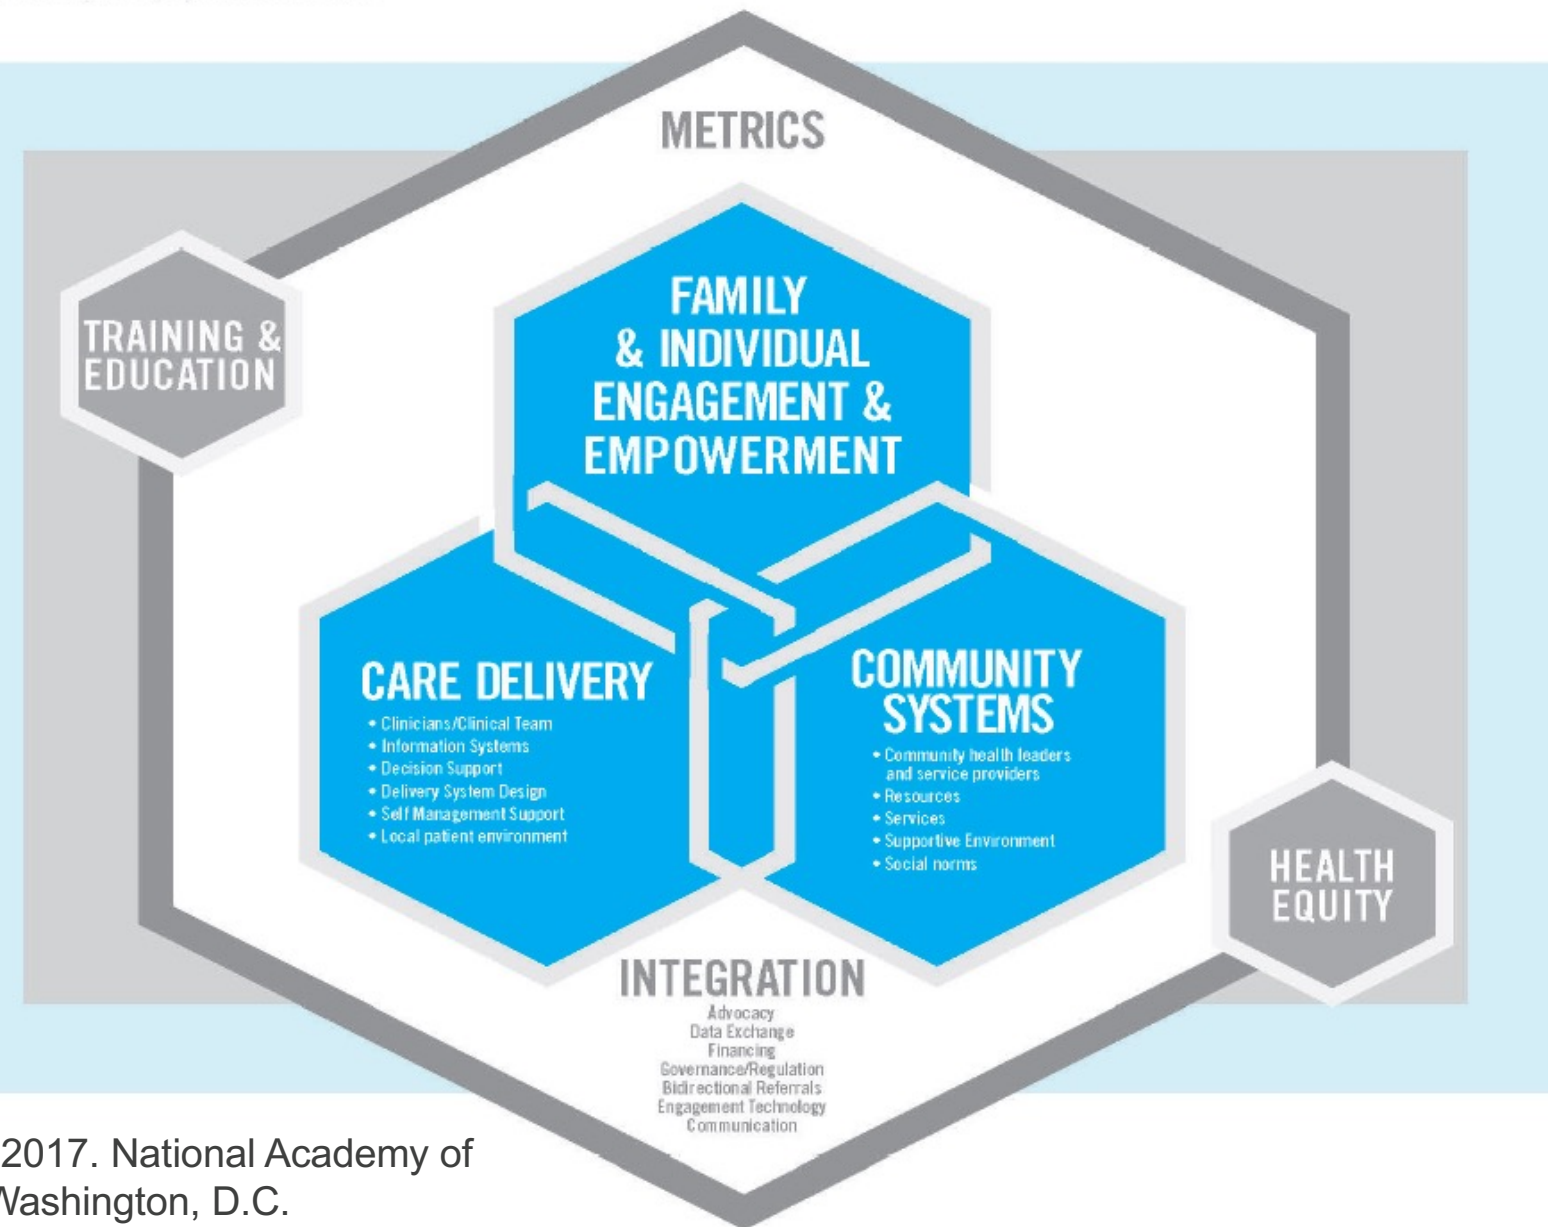 METRICS
TRAINING &
EDUCATION
FAMILY
& INDIVIDUAL
ENGAGEMENT &
EMPOWERMENT
CARE DELIVERY
• Clinicians/Clinical Team
• Information Systems
• Decision Support
• Delivery System Design
• Self Management Support
• Local patient environment
COMMUNITY
SYSTEMS
• Community health leaders
and service providers
• Resources
• Services
• Supportive Environment
• Social norms
HEALTH
EQUITY
INTEGRATION
Advocacy
Data Exchange
Financing
Governance/Regulation
Bidirectional Referrals
Engagement Technology
Communication
2017. National Academy of
Washington, D.C.